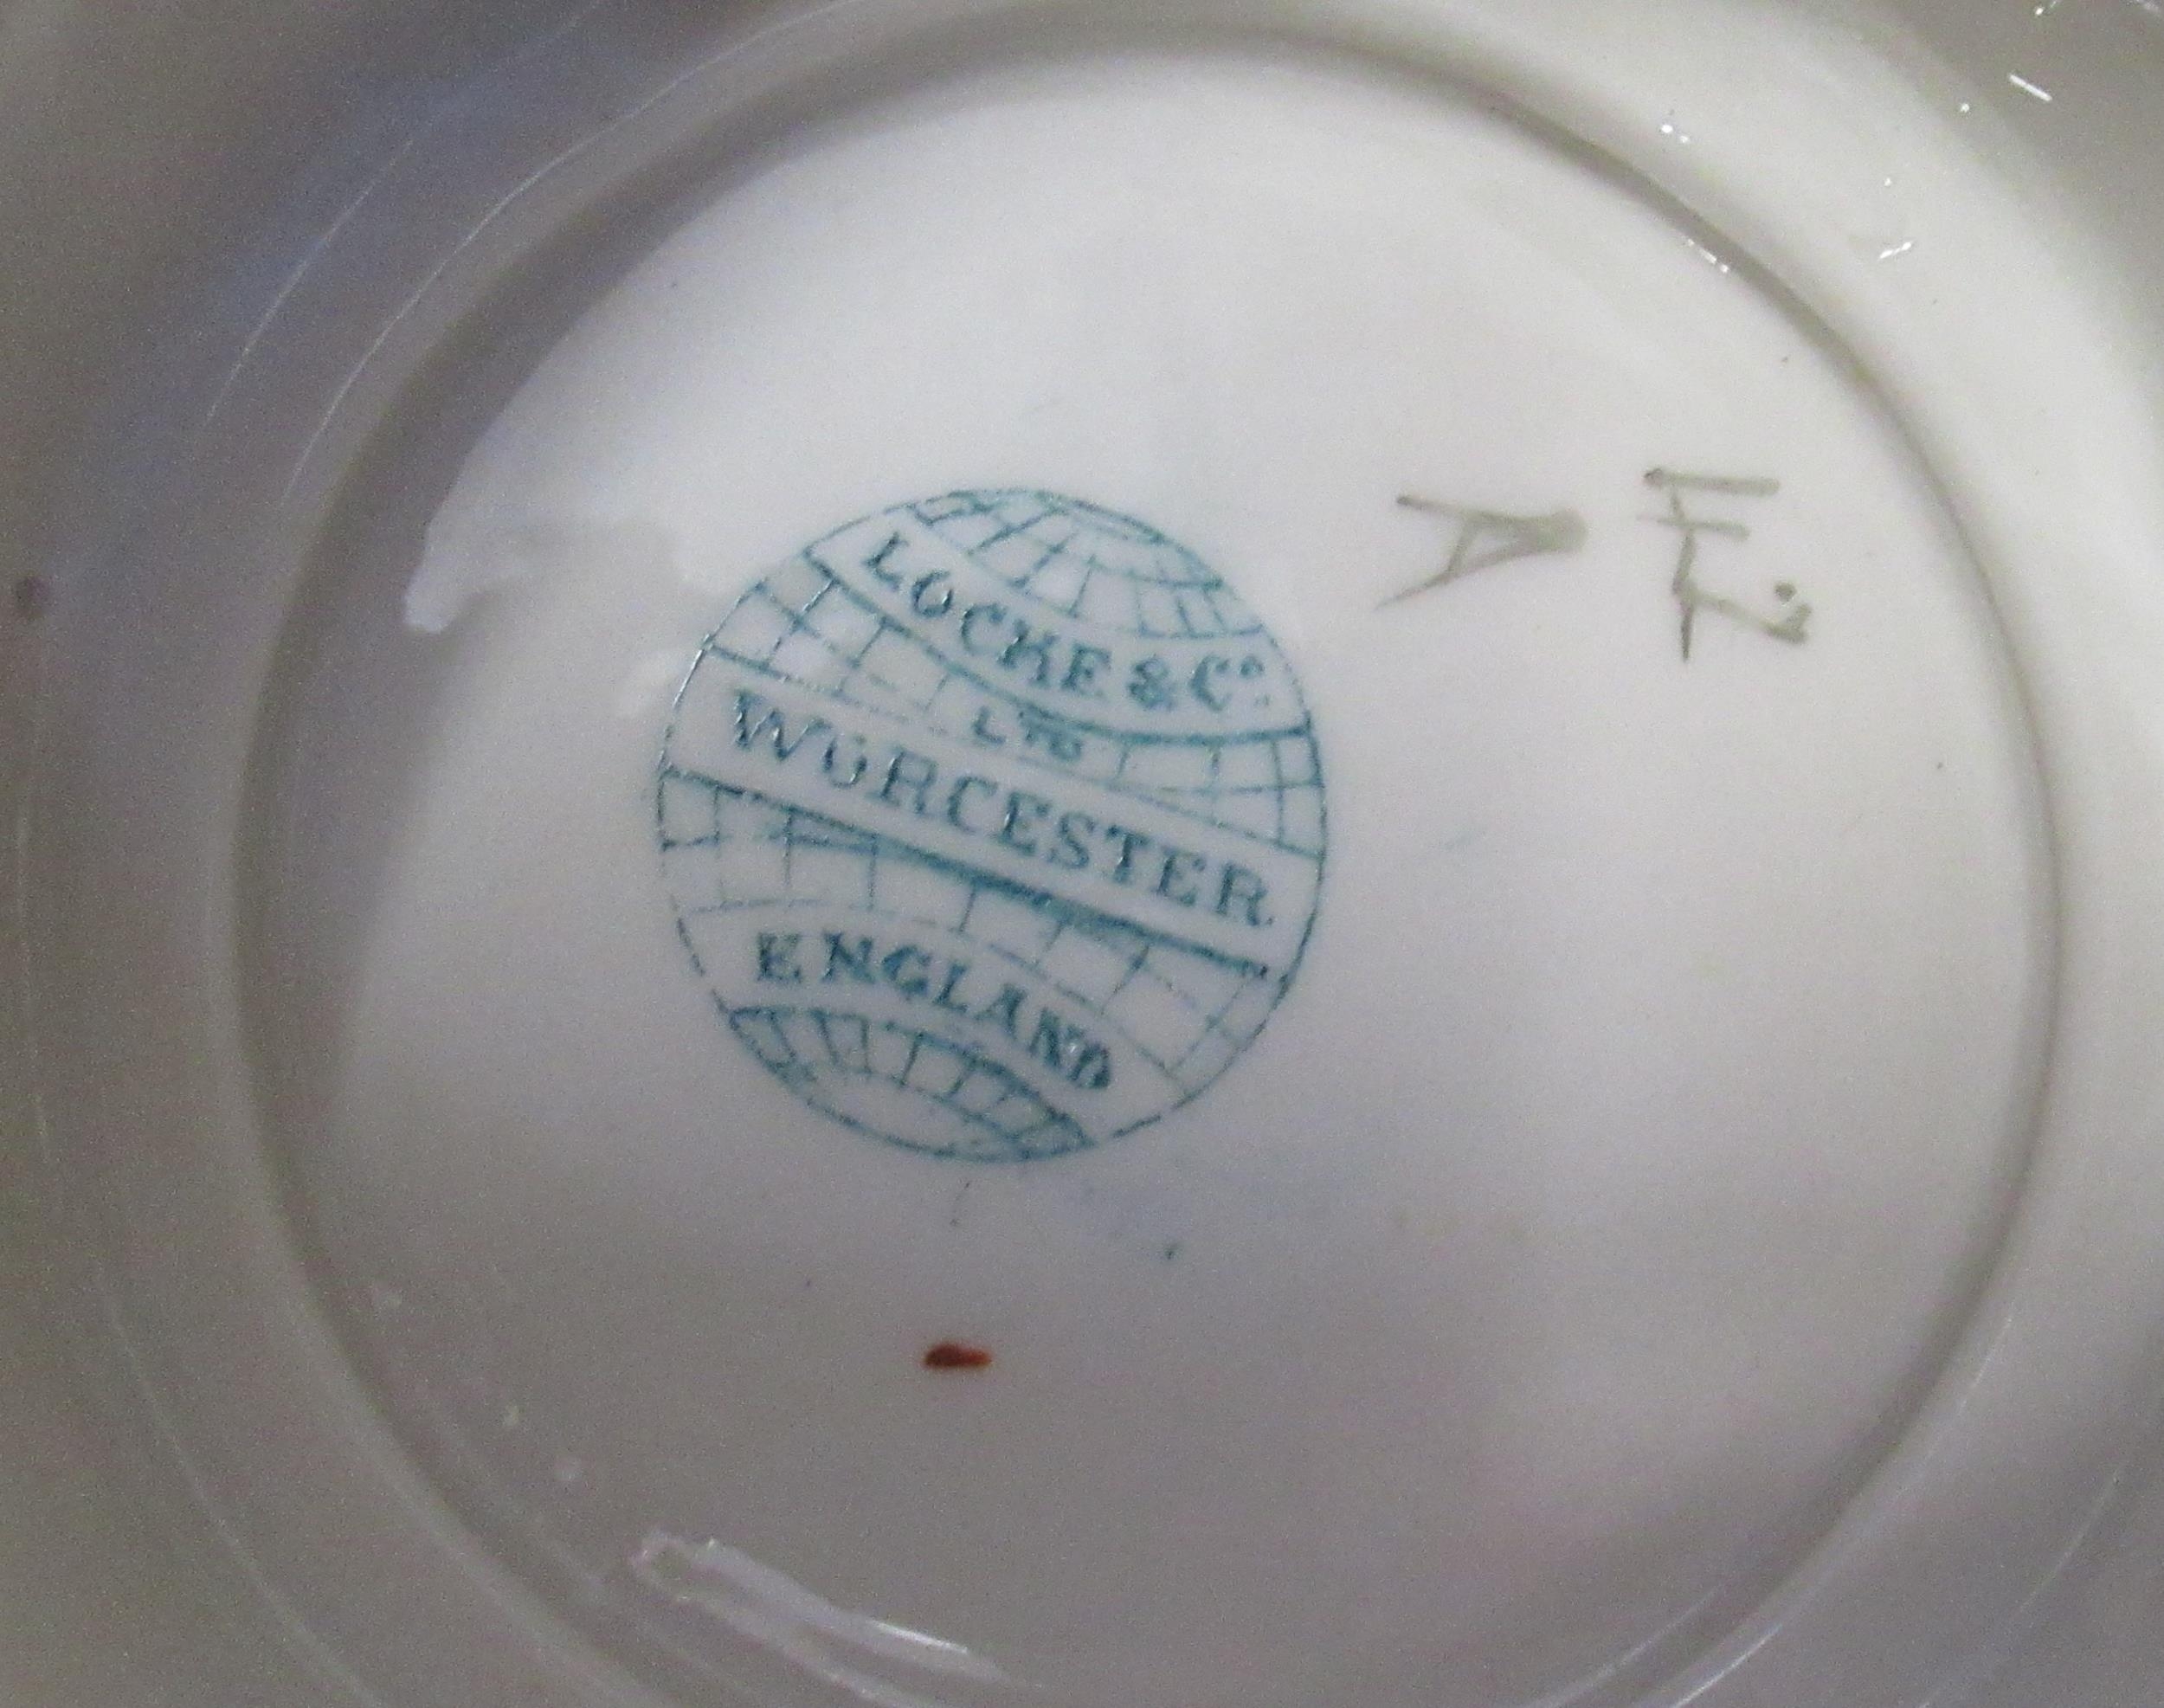 LOCKE & Co.
LTD
WORCESTER
ENGLAND